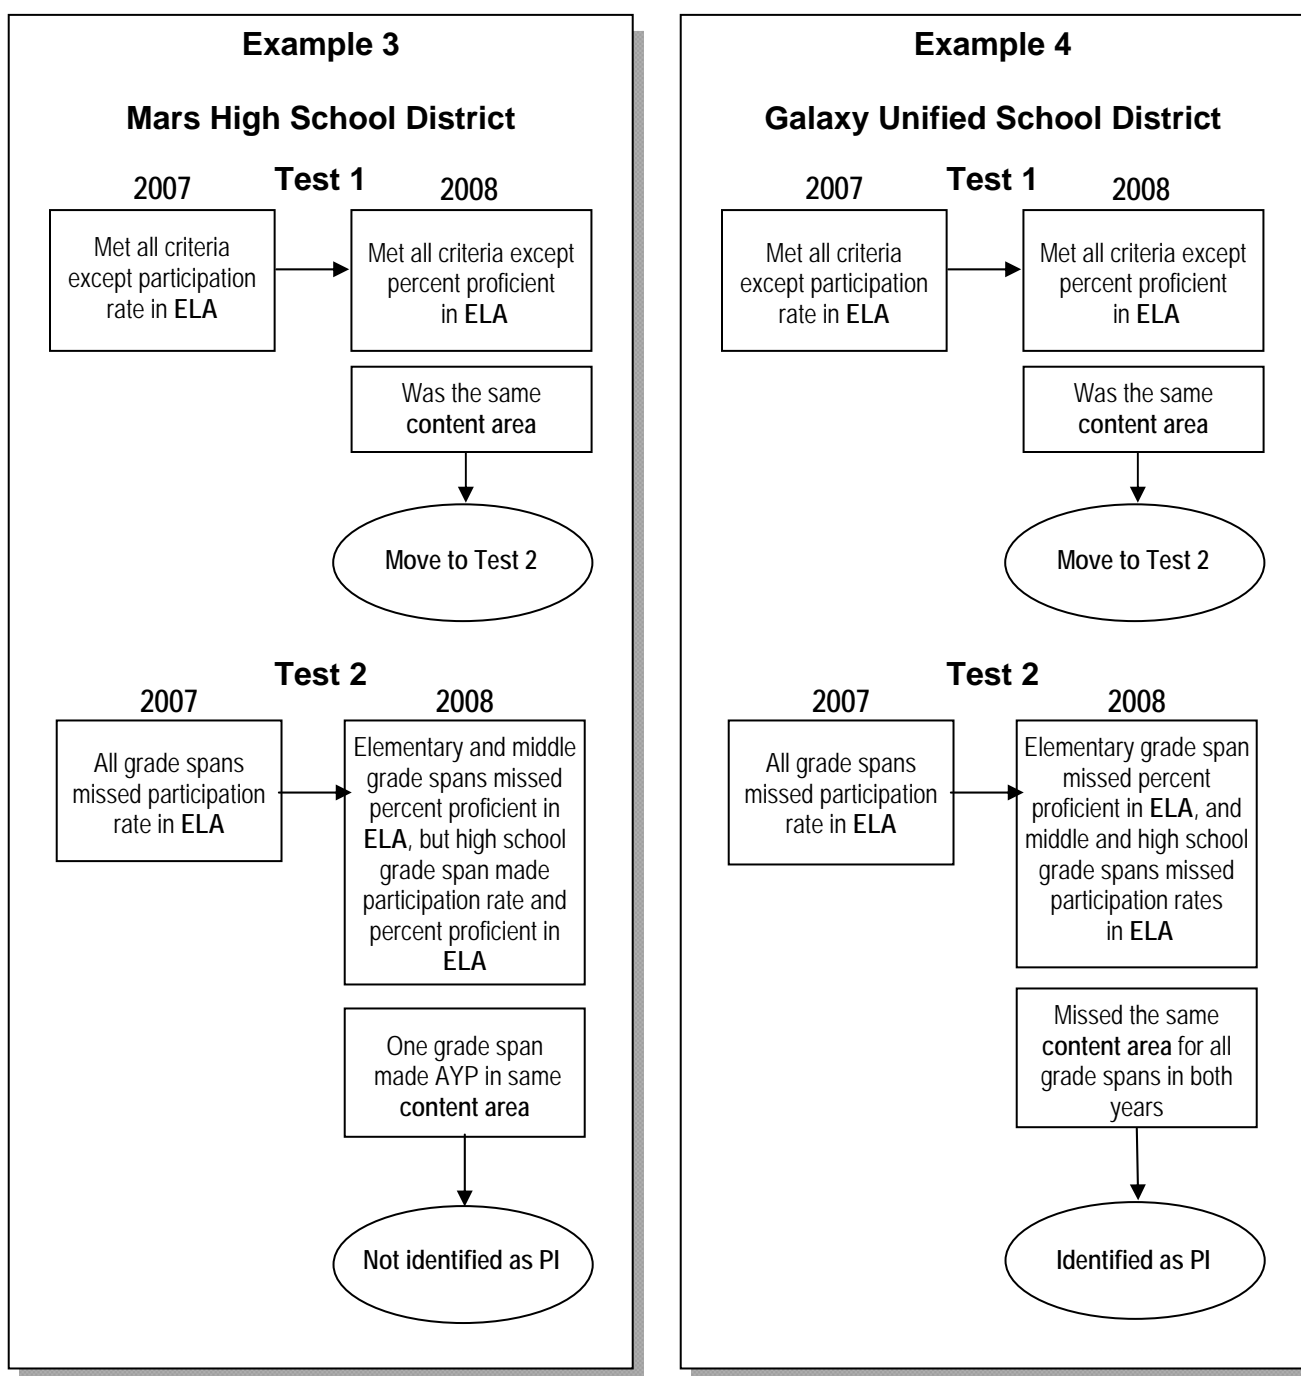 Example 3
Mars High School District
Test 1
2007
2008
Met all criteria
except participation
rate in ELA
Met all criteria except
percent proficient
in ELA
Was the same
content area
Move to Test 2
Test 2
2007
2008
All grade spans
missed participation
rate in ELA
Elementary and middle
grade spans missed
percent proficient in
ELA, but high school
grade span made
participation rate and
percent proficient in
ELA
One grade span
made AYP in same
content area
Not identified as PI
Example 4
Galaxy Unified School District
Test 1
2007
2008
Met all criteria
except participation
rate in ELA
Met all criteria except
percent proficient
in ELA
Was the same
content area
Move to Test 2
Test 2
2007
2008
All grade spans
missed participation
rate in ELA
Elementary grade span
missed percent
proficient in ELA, and
middle and high school
grade spans missed
participation rates
in ELA
Missed the same
content area for all
grade spans in both
years
Identified as PI